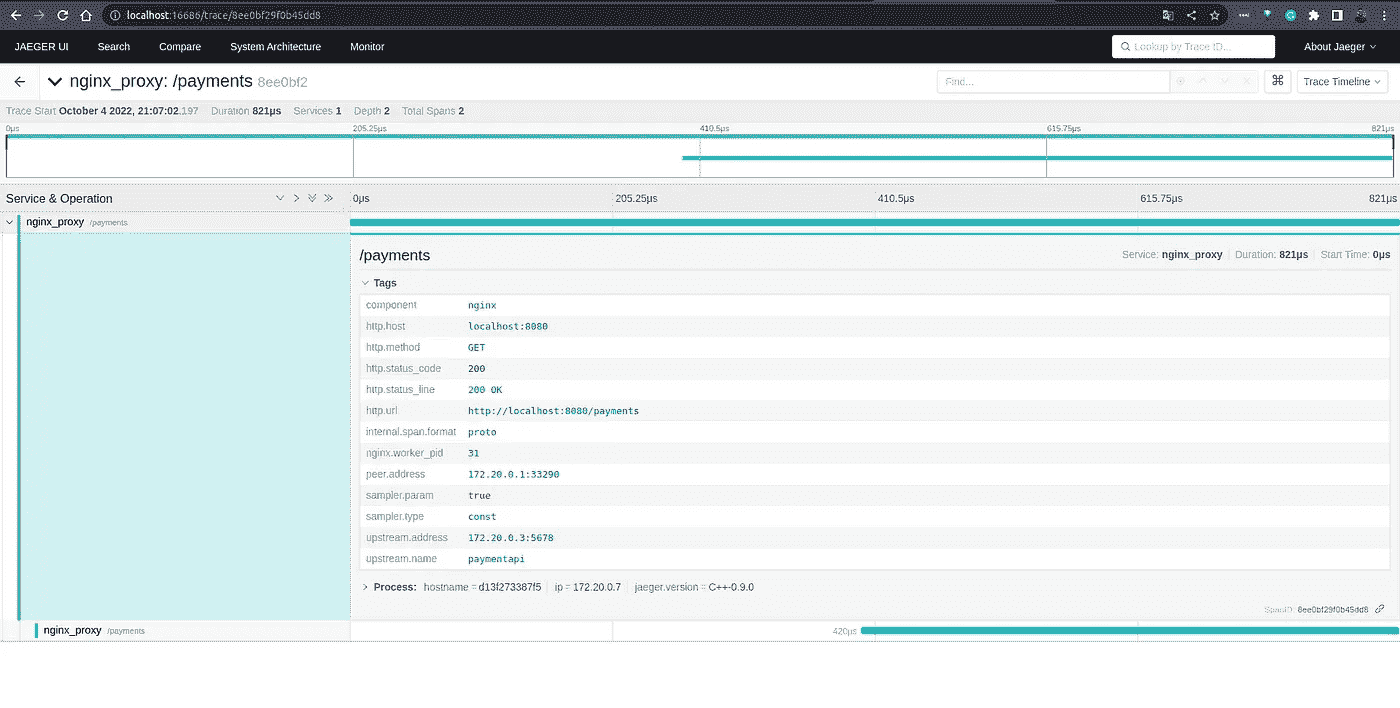 localhost:16686/trace/8ee0bf29f0b45dd8
JAEGER UI Search Compare System Architecture Monitor Lookup by Trace ID... About Jaeger
nginx_proxy: /payments 8ee0bf2 Find... ⌘ Trace Timeline
Trace Start October 4 2022, 21:07:02.197 Duration 821μs Services 1 Depth 2 Total Spans 2
0μs 205.25μs 410.5μs 615.75μs 821μs
Service & Operation 0μs 205.25μs 410.5μs 615.75μs 821μs
nginx_proxy /payments
/payments Service: nginx_proxy Duration: 821μs Start Time: 0μs
Tags
component nginx
http.host localhost:8080
http.method GET
http.status_code 200
http.status_line 200 OK
http.url http://localhost:8080/payments
internal.span.format proto
nginx.worker_pid 31
peer.address 172.20.0.1:33290
sampler.param true
sampler.type const
upstream.address 172.20.0.3:5678
upstream.name paymentapi
Process: hostname = d13f273387f5 ip = 172.20.0.7 jaeger.version = C++-0.9.0
SpanID: 8ee0bf29f0b45dd8
nginx_proxy /payments 420μs